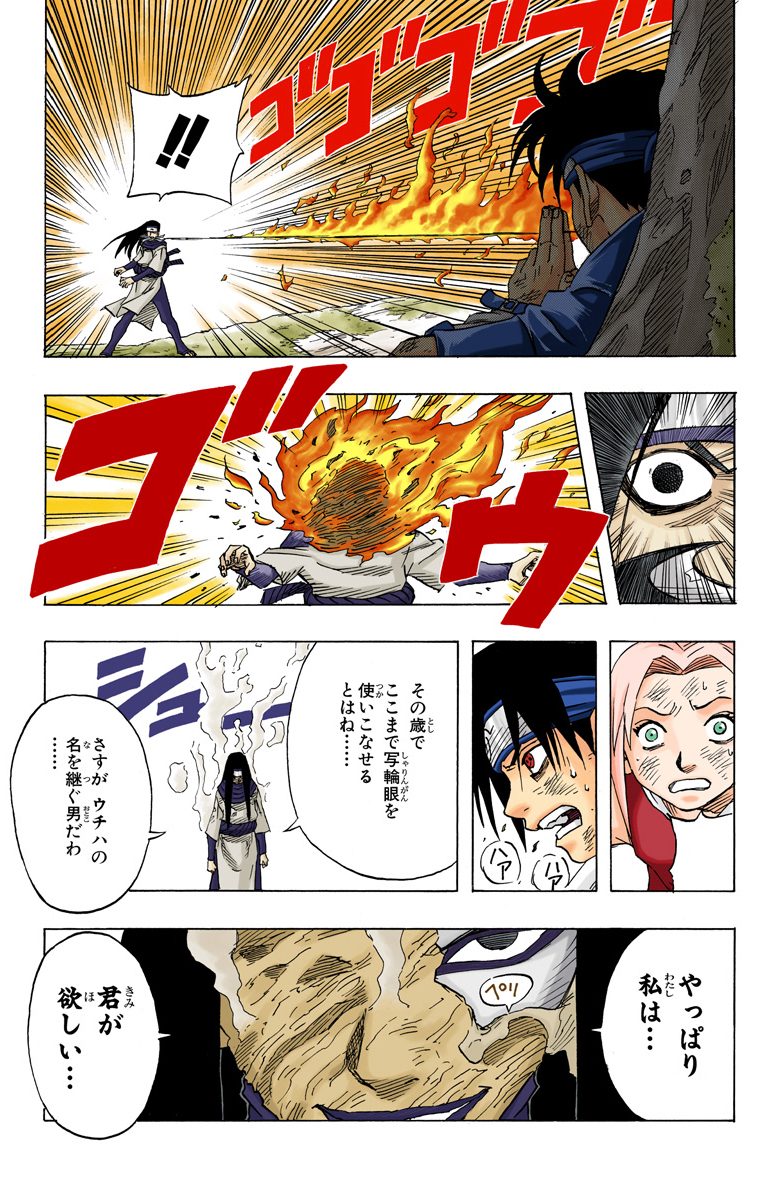 ゴゴゴゴ
!!
ゴウ
ハァ
ハァ
その歳で
ここまで写輪眼を
使いこなせる
とはね……
シュー
さすが ウチハの
名を継ぐ男だわ
……
やっぱり
私は…
ペリ
君が
欲しい…